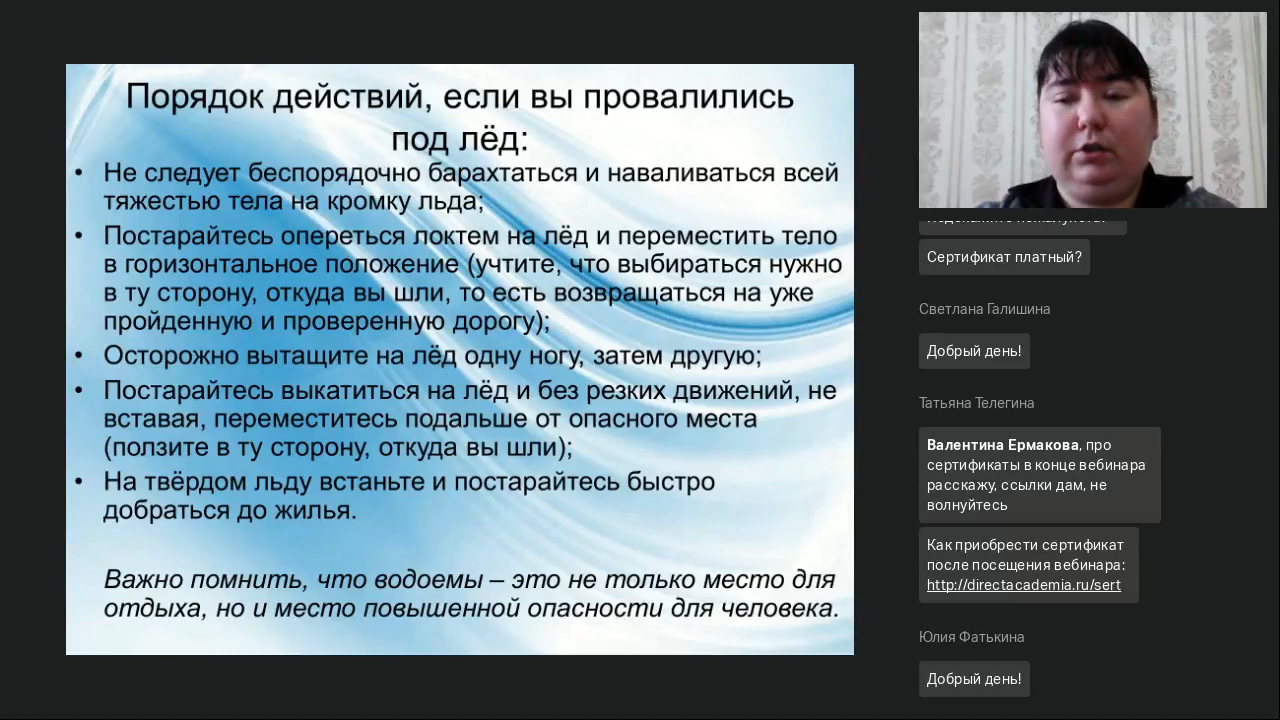 Порядок действий, если вы провалились
под лёд:
• Не следует беспорядочно барахтаться и наваливаться всей
тяжестью тела на кромку льда;
• Постарайтесь опереться локтем на лёд и переместить тело
в горизонтальное положение (учтите, что выбираться нужно
в ту сторону, откуда вы шли, то есть возвращаться на уже
пройденную и проверенную дорогу);
• Осторожно вытащите на лёд одну ногу, затем другую;
• Постарайтесь выкатиться на лёд и без резких движений, не
вставая, переместитесь подальше от опасного места
(ползите в ту сторону, откуда вы шли);
• На твёрдом льду встаньте и постарайтесь быстро
добраться до жилья.
Важно помнить, что водоемы – это не только место для
отдыха, но и место повышенной опасности для человека.
Сертификат платный?
Светлана Галишина
Добрый день!
Татьяна Телегина
Валентина Ермакова, про
сертификаты в конце вебинара
расскажу, ссылки дам, не
волнуйтесь
Как приобрести сертификат
после посещения вебинара:
http://directacademia.ru/sert
Юлия Фатькина
Добрый день!